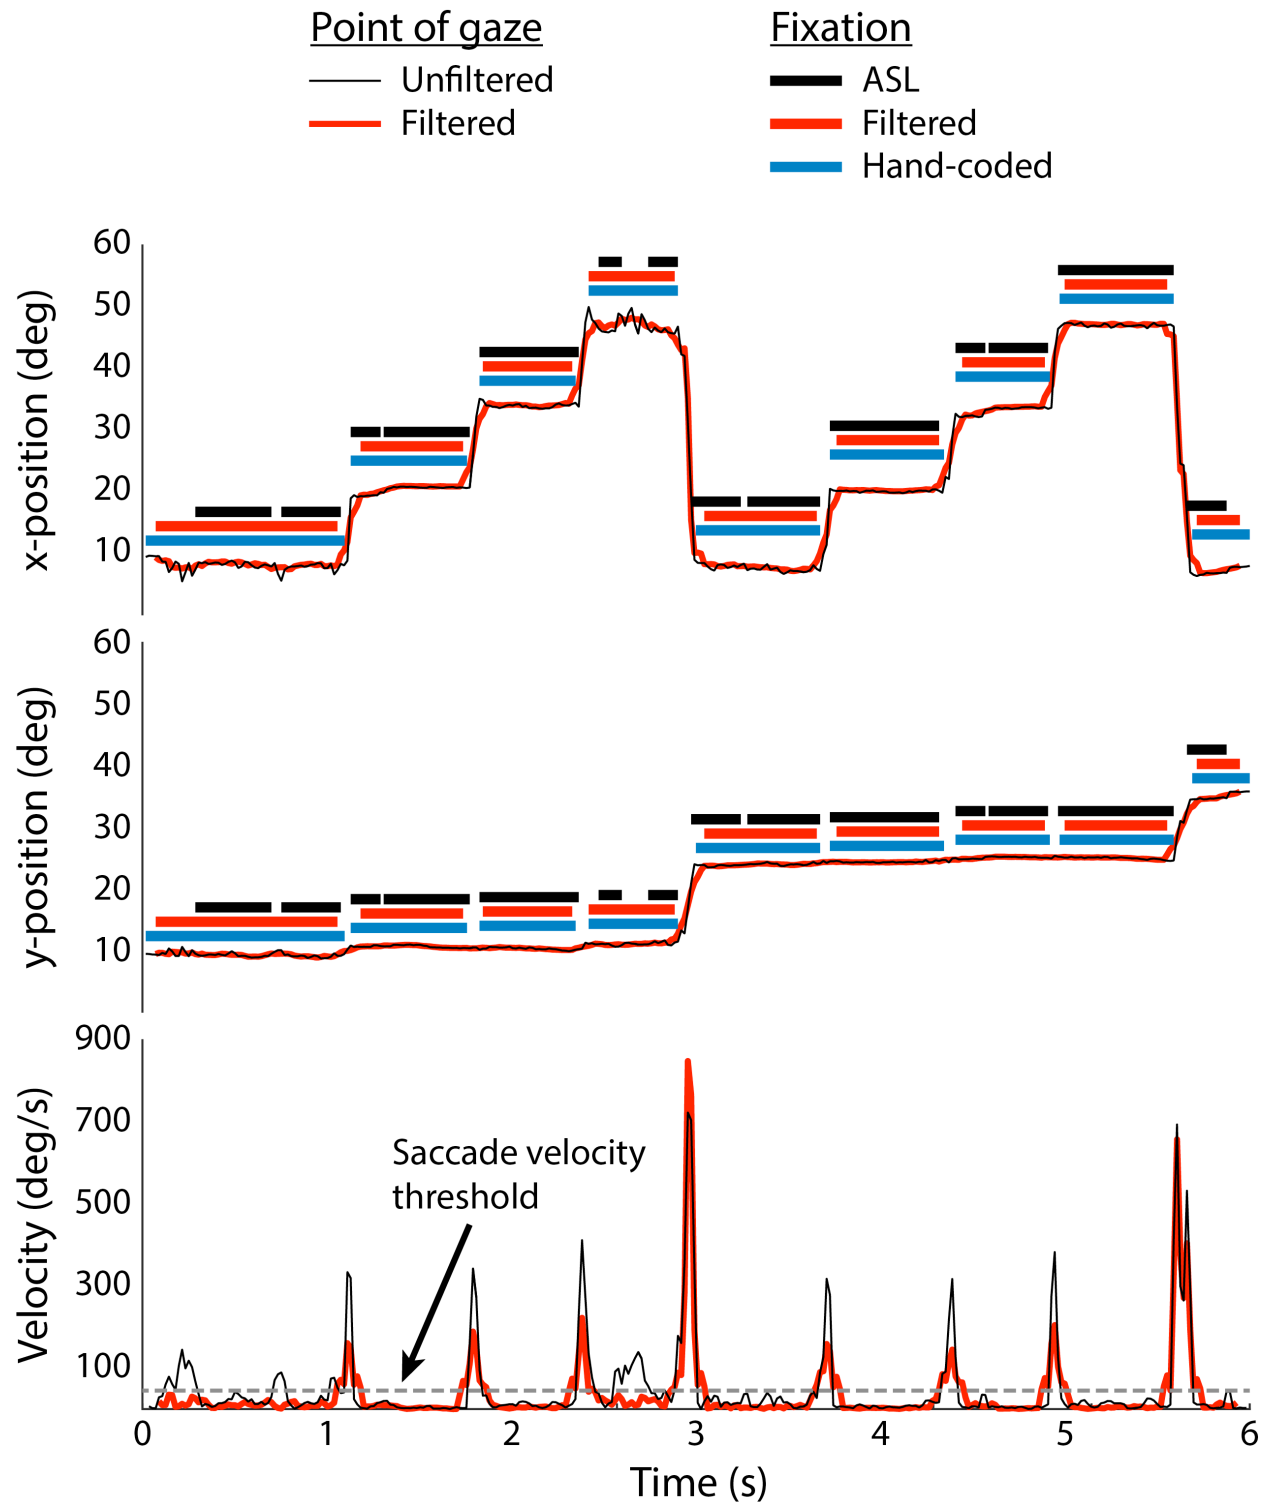 Point of gaze
Unfiltered
Filtered
Fixation
ASL
Filtered
Hand-coded
x-position (deg)
60
50
40
30
20
10
y-position (deg)
60
50
40
30
20
10
Velocity (deg/s)
900
700
500
300
100
Saccade velocity
threshold
0 1 2 3 4 5 6
Time (s)